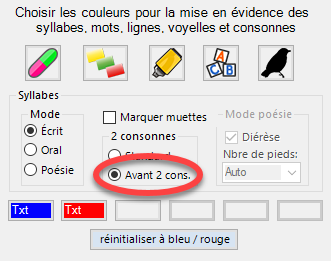 Choisir les couleurs pour la mise en évidence des
syllabes, mots, lignes, voyelles et consonnes
A
B
C
Syllabes
Mode
Écrit
Oral
Poésie
Marquer muettes
2 consonnes
Standard
Avant 2 cons.
Mode poésie
Diérèse
Nbre de pieds:
Auto
Txt
Txt
réinitialiser à bleu / rouge